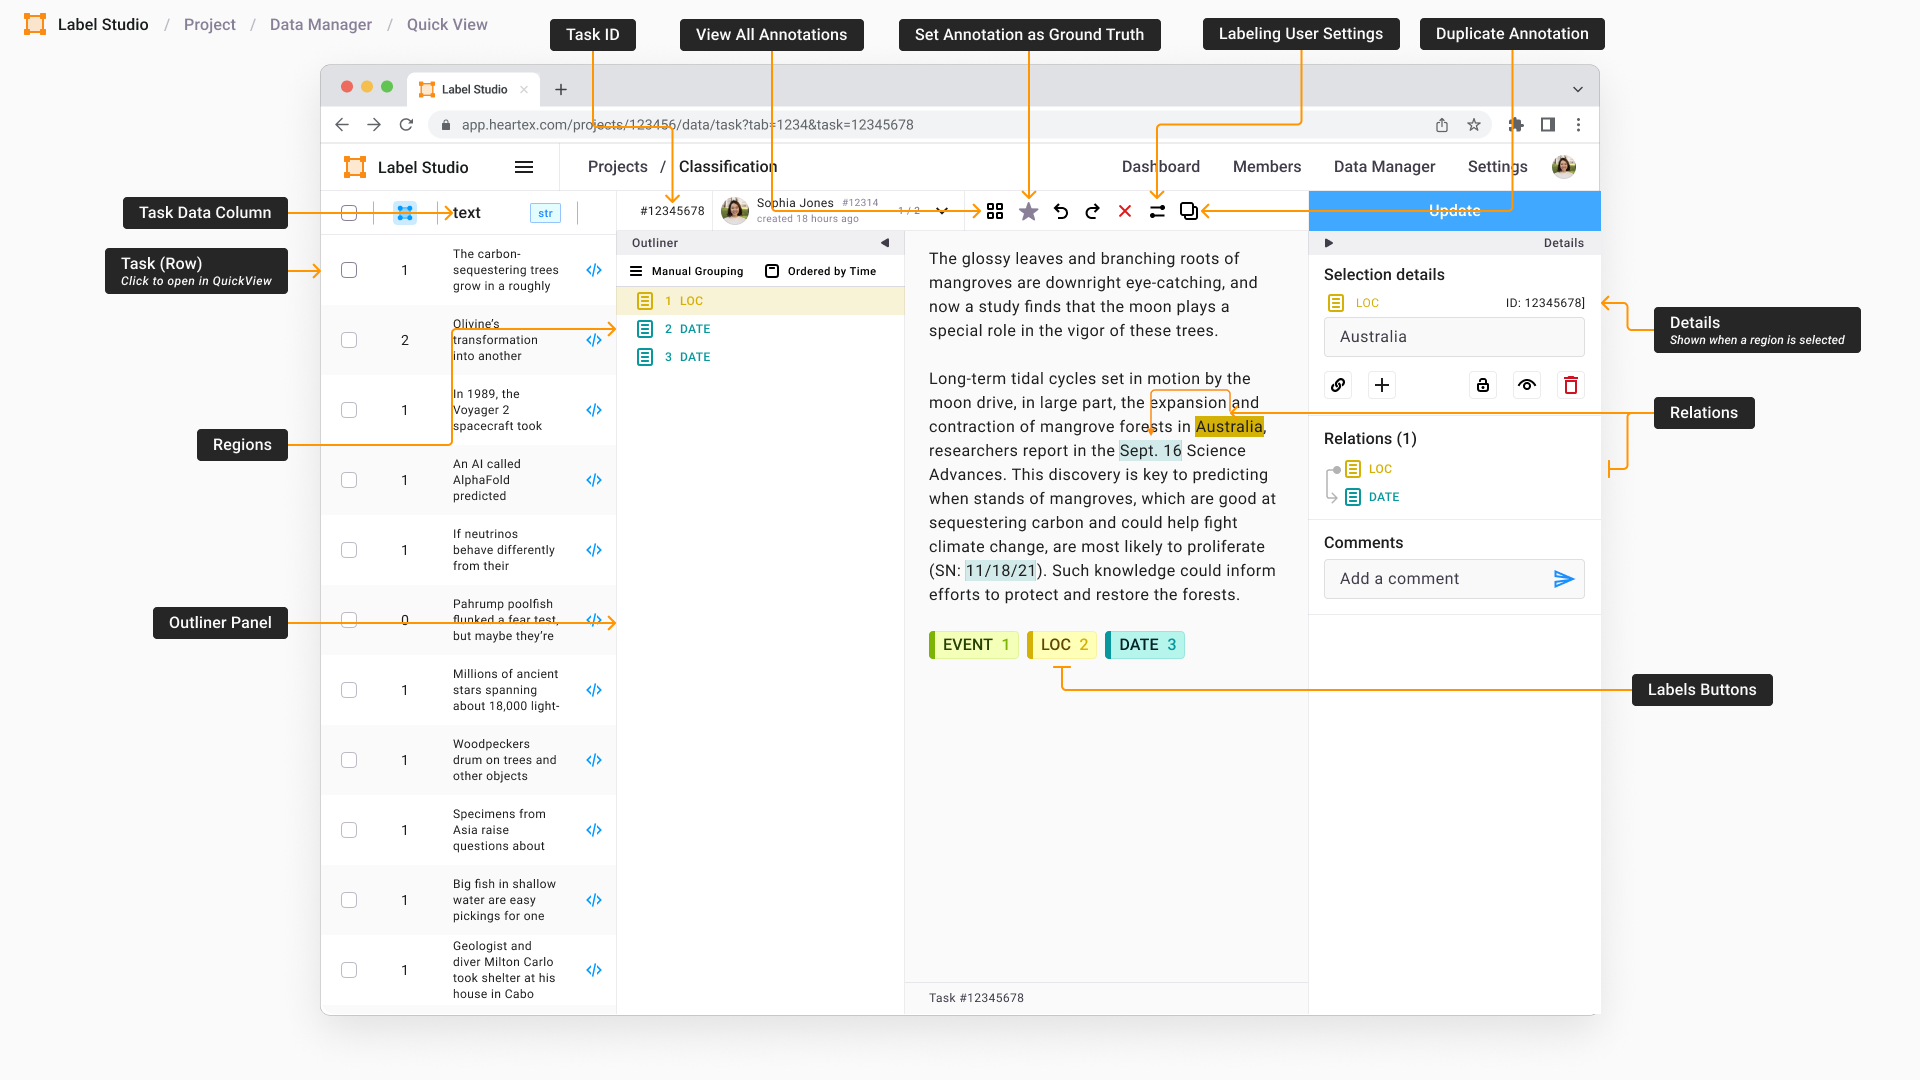 Label Studio / Project / Data Manager / Quick View
Task ID
View All Annotations
Set Annotation as Ground Truth
Labeling User Settings
Duplicate Annotation
Label Studio
app.heartex.com/projects/123456/data/task?tab=1234&task=12345678
Label Studio
Projects / Classification
Dashboard
Members
Data Manager
Settings
Task Data Column
text
str
#12345678
Sophia Jones #12314
created 18 hours ago
1 / 2
Update
Task (Row)
Click to open in QuickView
1
The carbon-
sequestering trees
grow in a roughly
2
Olivine’s
transformation
into another
1
In 1989, the
Voyager 2
spacecraft took
Regions
1
An AI called
AlphaFold
predicted
1
If neutrinos
behave differently
from their
Outliner Panel
0
Pahrump poolfish
flunked a fear test,
but maybe they’re
1
Millions of ancient
stars spanning
about 18,000 light-
1
Woodpeckers
drum on trees and
other objects
1
Specimens from
Asia raise
questions about
1
Big fish in shallow
water are easy
pickings for one
1
Geologist and
diver Milton Carlo
took shelter at his
house in Cabo
Outliner
Manual Grouping
Ordered by Time
1 LOC
2 DATE
3 DATE
The glossy leaves and branching roots of
mangroves are downright eye-catching, and
now a study finds that the moon plays a
special role in the vigor of these trees.
Long-term tidal cycles set in motion by the
moon drive, in large part, the expansion and
contraction of mangrove forests in Australia,
researchers report in the Sept. 16 Science
Advances. This discovery is key to predicting
when stands of mangroves, which are good at
sequestering carbon and could help fight
climate change, are most likely to proliferate
(SN: 11/18/21). Such knowledge could inform
efforts to protect and restore the forests.
EVENT 1
LOC 2
DATE 3
Task #12345678
Details
Selection details
LOC
ID: 12345678]
Australia
Relations (1)
LOC
DATE
Comments
Add a comment
Details
Shown when a region is selected
Relations
Labels Buttons